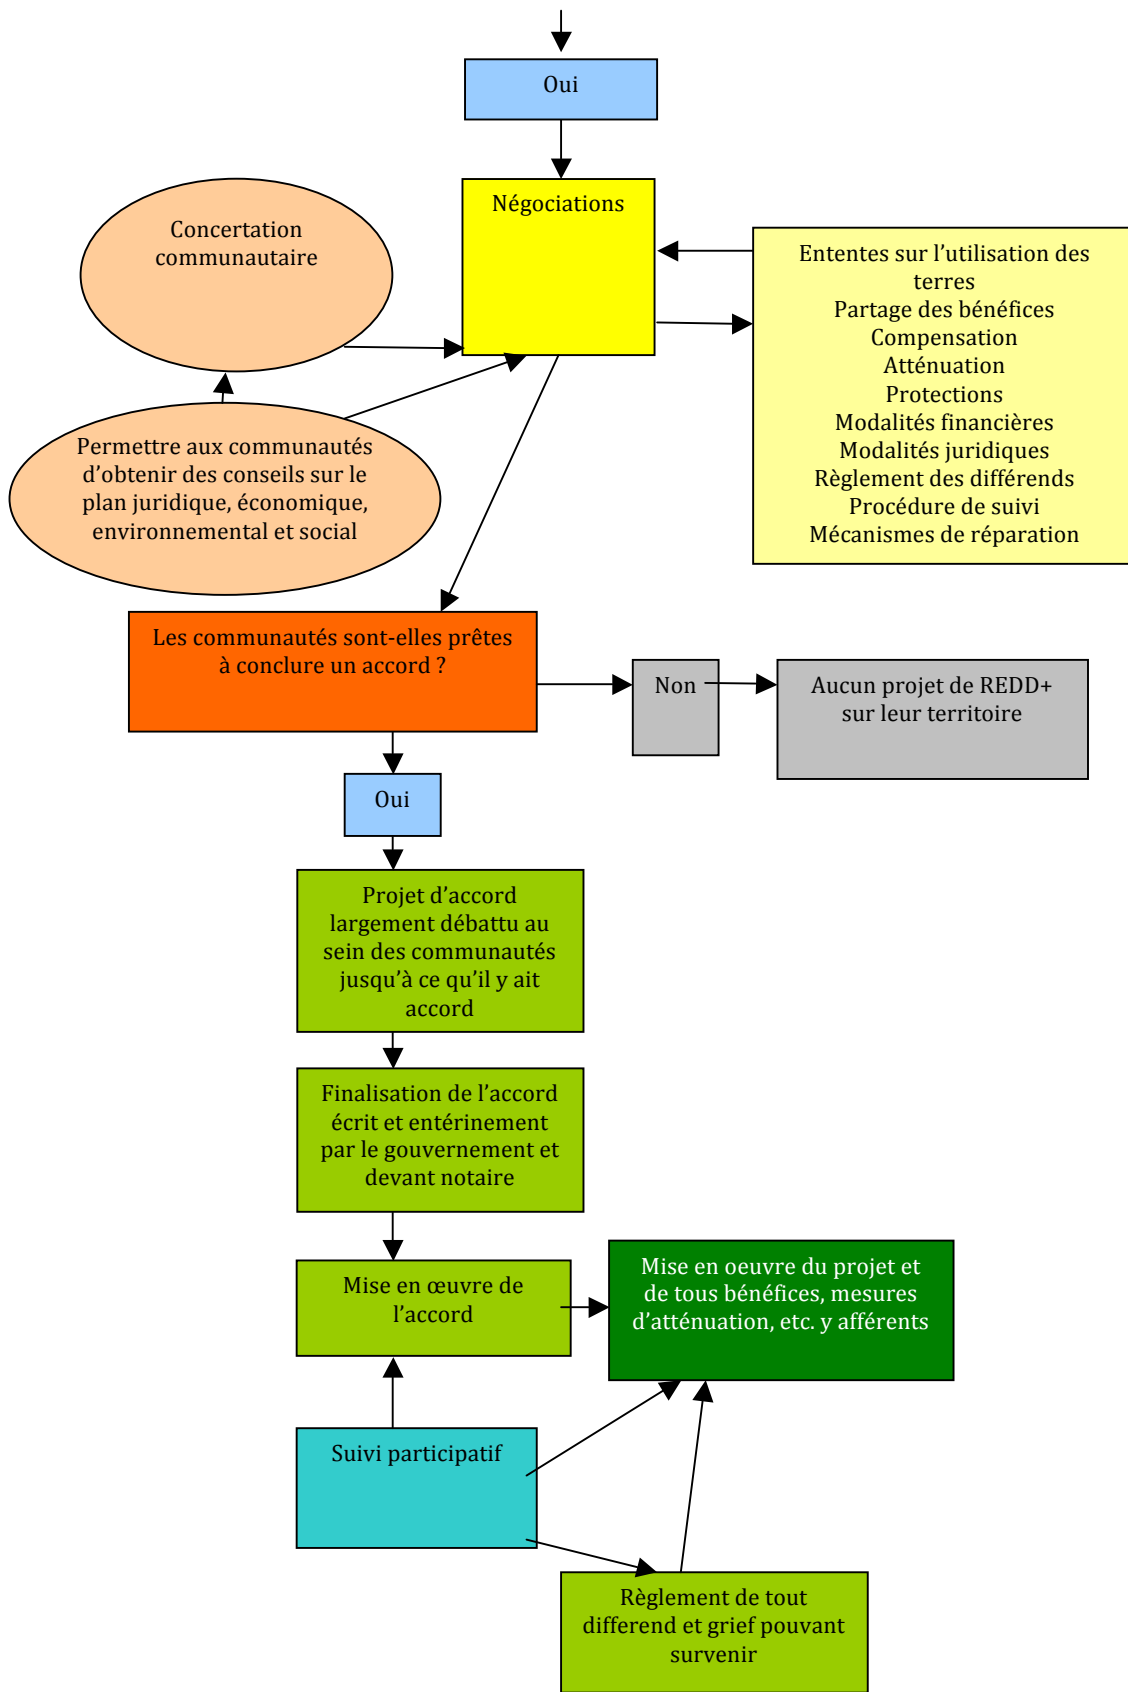 Oui
Négociations
Concertation
communautaire
Ententes sur l’utilisation des
terres
Partage des bénéfices
Compensation
Atténuation
Protections
Modalités financières
Modalités juridiques
Règlement des différends
Procédure de suivi
Mécanismes de réparation
Permettre aux communautés
d’obtenir des conseils sur le
plan juridique, économique,
environnemental et social
Les communautés sont-elles prêtes
à conclure un accord ?
Non
Aucun projet de REDD+
sur leur territoire
Oui
Projet d’accord
largement débattu au
sein des communautés
jusqu’à ce qu’il y ait
accord
Finalisation de l’accord
écrit et entérinement
par le gouvernement et
devant notaire
Mise en œuvre de
l’accord
Mise en oeuvre du projet et
de tous bénéfices, mesures
d’atténuation, etc. y afférents
Suivi participatif
Règlement de tout
differend et grief pouvant
survenir